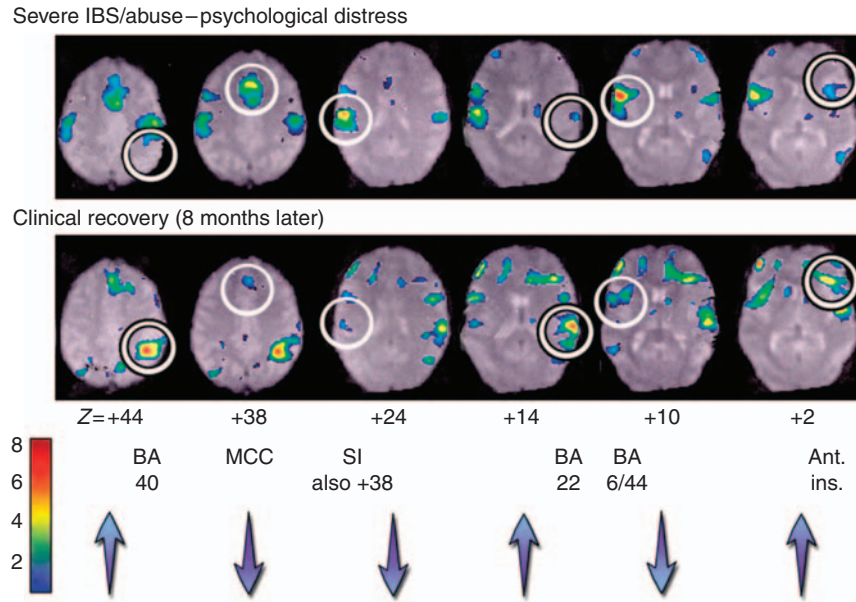 Severe IBS/abuse–psychological distress
Clinical recovery (8 months later)
Z=+44 +38 +24 +14 +10 +2
8
6
4
2
BA MCC SI BA BA Ant.
40 also +38 22 6/44 ins.